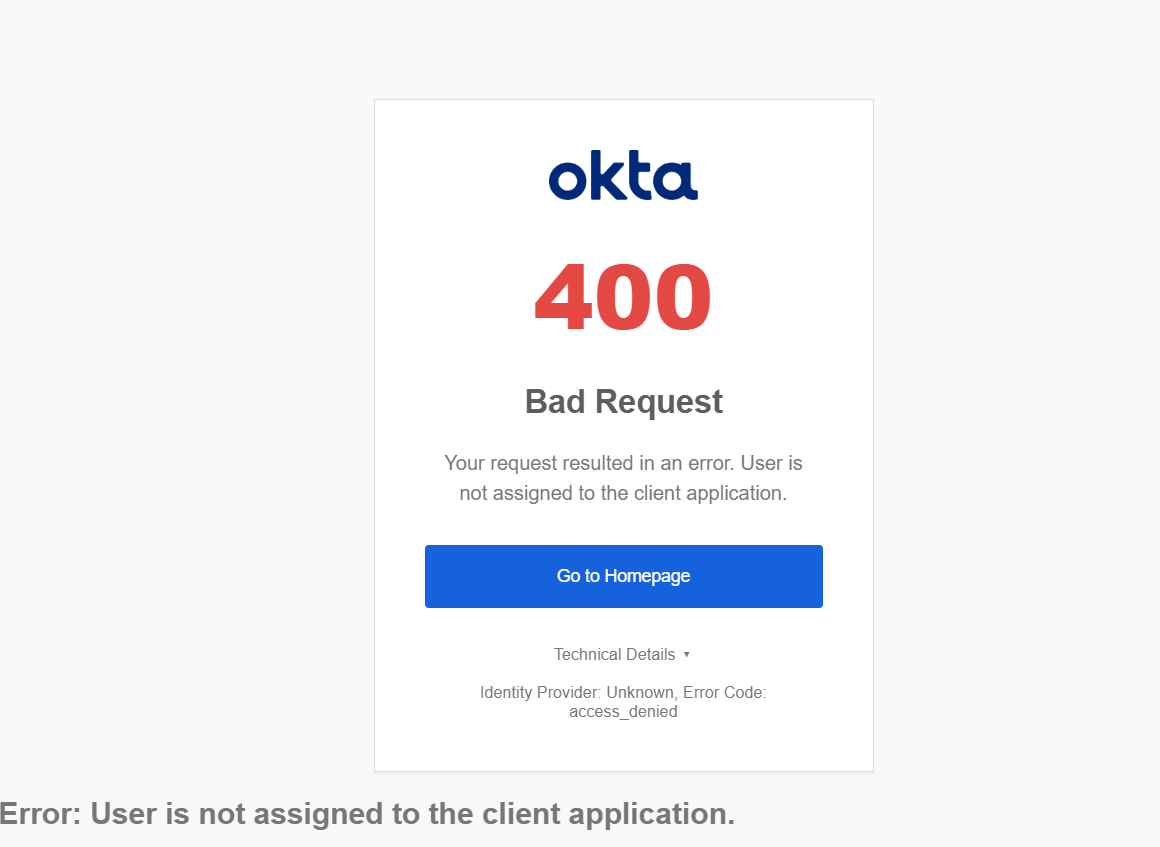 okta
400
Bad Request
Your request resulted in an error. User is
not assigned to the client application.
Go to Homepage
Technical Details ▾
Identity Provider: Unknown, Error Code:
access_denied
Error: User is not assigned to the client application.